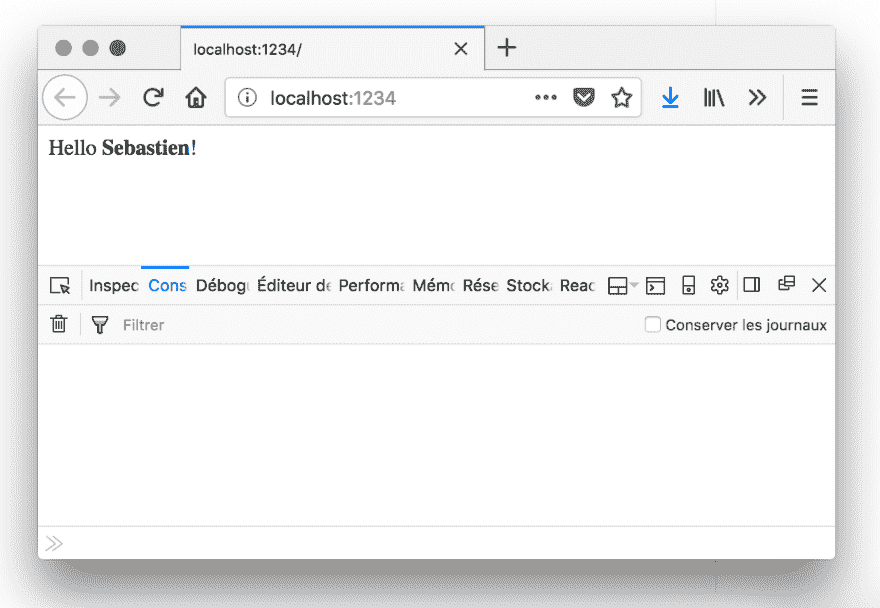 localhost:1234/
localhost:1234
Hello Sebastien!
Inspec Cons Débog Éditeur de Performa Mémo Rése Stock Reac
Filtrer Conserver les journaux